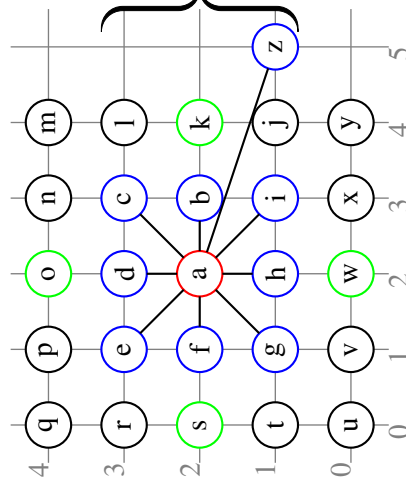 4 q p o n m
3 r e d c l
2 s f a b k
1 t g h i j z
0 u v w x y
0 1 2 3 4 5